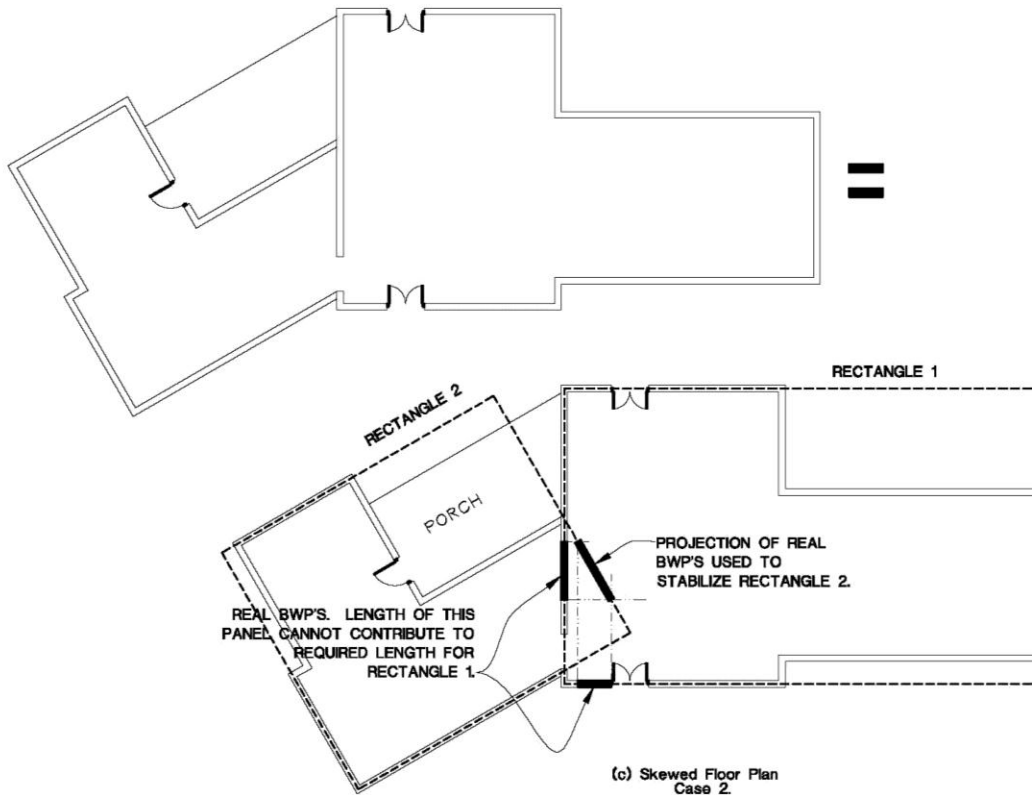 RECTANGLE 1
RECTANGLE 2
PORCH
PROJECTION OF REAL
BWP'S USED TO
STABILIZE RECTANGLE 2.
REAL BWP'S. LENGTH OF THIS
PANEL CANNOT CONTRIBUTE TO
REQUIRED LENGTH FOR
RECTANGLE 1.
(c) Skewed Floor Plan
Case 2.